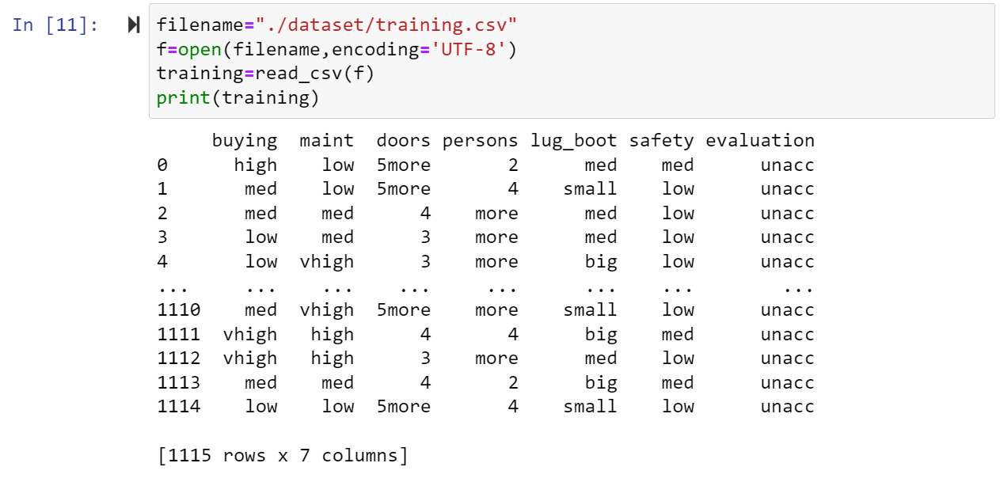 In [11]:
filename="./dataset/training.csv"
f=open(filename,encoding='UTF-8')
training=read_csv(f)
print(training)
buying maint doors persons lug_boot safety evaluation
0 high low 5more 2 med med unacc
1 med low 5more 4 small low unacc
2 med med 4 more med low unacc
3 low med 3 more med low unacc
4 low vhigh 3 more big low unacc
... ... ... ... ... ... ... ...
1110 med vhigh 5more more small low unacc
1111 vhigh high 4 4 big med unacc
1112 vhigh high 3 more med low unacc
1113 med med 4 2 big med unacc
1114 low low 5more 4 small low unacc
[1115 rows x 7 columns]